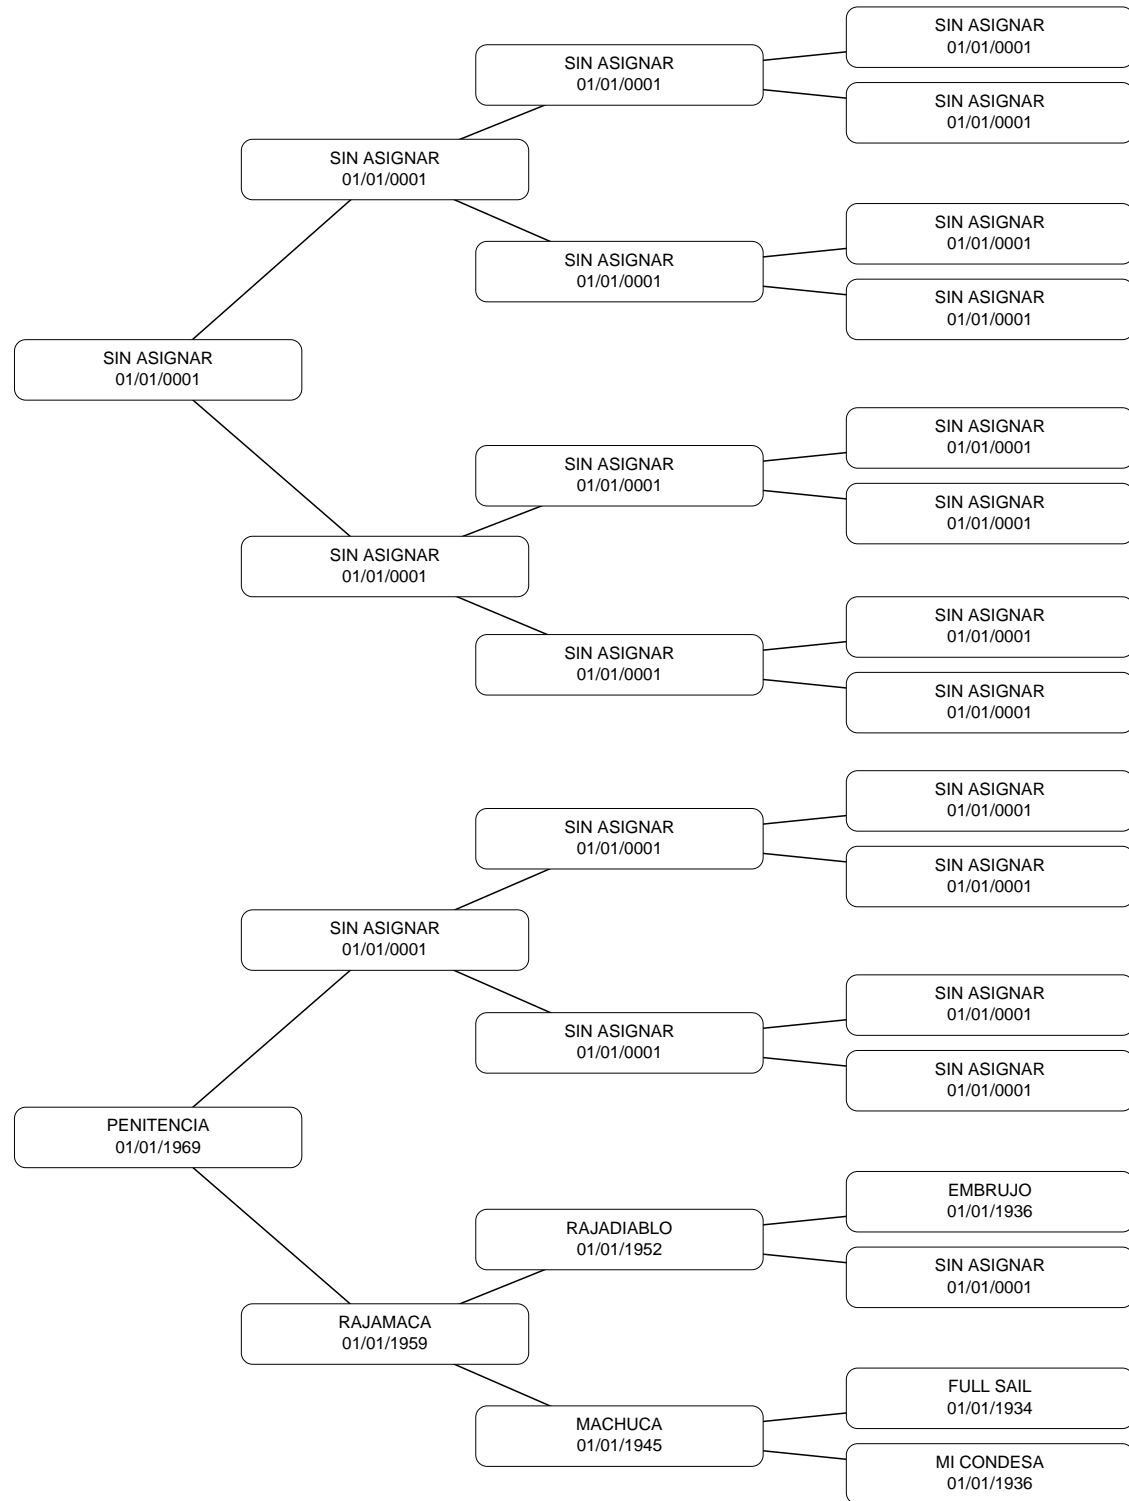 SIN ASIGNAR
01/01/0001
SIN ASIGNAR
01/01/0001
SIN ASIGNAR
01/01/0001
SIN ASIGNAR
01/01/0001
SIN ASIGNAR
01/01/0001
SIN ASIGNAR
01/01/0001
SIN ASIGNAR
01/01/0001
SIN ASIGNAR
01/01/0001
SIN ASIGNAR
01/01/0001
SIN ASIGNAR
01/01/0001
SIN ASIGNAR
01/01/0001
SIN ASIGNAR
01/01/0001
SIN ASIGNAR
01/01/0001
SIN ASIGNAR
01/01/0001
SIN ASIGNAR
01/01/0001
SIN ASIGNAR
01/01/0001
SIN ASIGNAR
01/01/0001
SIN ASIGNAR
01/01/0001
SIN ASIGNAR
01/01/0001
SIN ASIGNAR
01/01/0001
SIN ASIGNAR
01/01/0001
SIN ASIGNAR
01/01/0001
PENITENCIA
01/01/1969
EMBRUJO
01/01/1936
RAJADIABLO
01/01/1952
SIN ASIGNAR
01/01/0001
RAJAMACA
01/01/1959
FULL SAIL
01/01/1934
MACHUCA
01/01/1945
MI CONDESA
01/01/1936